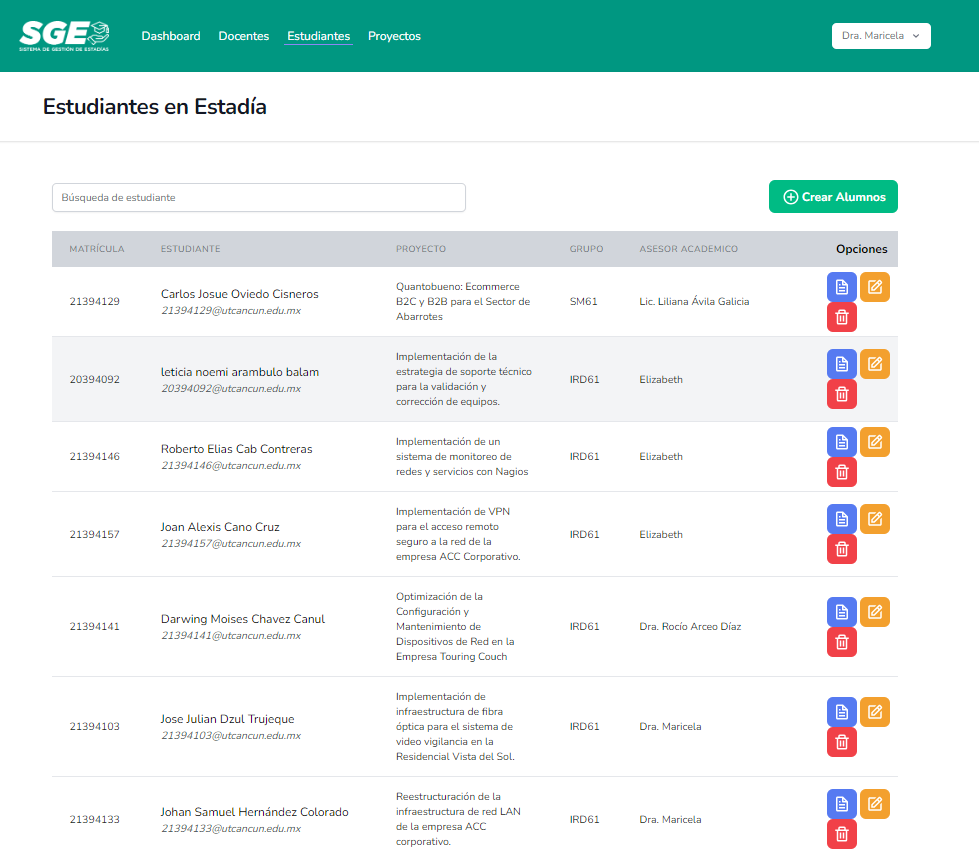 SGE
SISTEMA DE GESTIÓN DE ESTADÍAS
Dashboard Docentes Estudiantes Proyectos
Dra. Maricela
Estudiantes en Estadía
Búsqueda de estudiante
Crear Alumnos
MATRÍCULA ESTUDIANTE PROYECTO GRUPO ASESOR ACADEMICO Opciones
21394129
Carlos Josue Oviedo Cisneros
21394129@utcancun.edu.mx
Quantobueno: Ecommerce
B2C y B2B para el Sector de
Abarrotes
SM61
Lic. Liliana Ávila Galicia
20394092
leticia noemi arambulo balam
20394092@utcancun.edu.mx
Implementación de la
estrategia de soporte técnico
para la validación y
corrección de equipos.
IRD61
Elizabeth
21394146
Roberto Elias Cab Contreras
21394146@utcancun.edu.mx
Implementación de un
sistema de monitoreo de
redes y servicios con Nagios
IRD61
Elizabeth
21394157
Joan Alexis Cano Cruz
21394157@utcancun.edu.mx
Implementación de VPN
para el acceso remoto
seguro a la red de la
empresa ACC Corporativo.
IRD61
Elizabeth
21394141
Darwing Moises Chavez Canul
21394141@utcancun.edu.mx
Optimización de la
Configuración y
Mantenimiento de
Dispositivos de Red en la
Empresa Touring Couch
IRD61
Dra. Rocío Arceo Díaz
21394103
Jose Julian Dzul Trujeque
21394103@utcancun.edu.mx
Implementación de
infraestructura de fibra
óptica para el sistema de
video vigilancia en la
Residencial Vista del Sol.
IRD61
Dra. Maricela
21394133
Johan Samuel Hernández Colorado
21394133@utcancun.edu.mx
Reestructuración de la
infraestructura de red LAN
de la empresa ACC
corporativo.
IRD61
Dra. Maricela